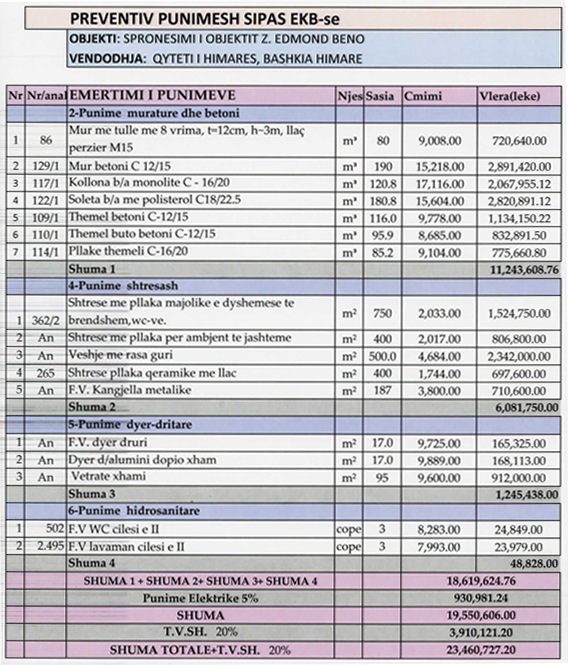 PREVENTIV PUNIMESH SIPAS EKB-se
OBJEKTI: SPRONESIMI I OBJEKTIT Z. EDMOND BENO
VENDODHJA: QYTETI I HIMARES, BASHKIA HIMARE
Nr Nr/anal EMERTIMI I PUNIMEVE Njes Sasia Cmimi Vlera(leke)
2-Punime murature dhe betoni
1 86 Mur me tulle me 8 vrima, t=12cm, h~3m, llaç perzier M15 m³ 80 9,008.00 720,640.00
2 129/1 Mur betoni C 12/15 m³ 190 15,218.00 2,891,420.00
3 117/1 Kollona b/a monolite C - 16/20 m³ 120.8 17,116.00 2,067,955.12
4 122/1 Soleta b/a me polisterol C18/22.5 m³ 180.8 15,604.00 2,820,891.12
5 109/1 Themel betoni C-12/15 m³ 116.0 9,778.00 1,134,150.22
6 110/1 Themel buto betoni C-12/15 m³ 95.9 8,685.00 832,891.50
7 114/1 Pllake themeli C-16/20 m³ 85.2 9,104.00 775,660.80
Shuma 1 11,243,608.76
4-Punime shtresash
1 362/2 Shtrese me pllaka majolike e dyshemese te brendshem,wc-ve. m² 750 2,033.00 1,524,750.00
2 An Shtrese me pllaka per ambjent te jashteme m² 400 2,017.00 806,800.00
3 An Veshje me rasa guri m² 500.0 4,684.00 2,342,000.00
4 265 Shtrese pllaka qeramike me llac m² 400 1,744.00 697,600.00
5 An F.V. Kangjella metalike m² 187 3,800.00 710,600.00
Shuma 2 6,081,750.00
5-Punime dyer-dritare
1 An F.V. dyer druri m² 17.0 9,725.00 165,325.00
2 An Dyer d/alumini dopio xham m² 17.0 9,889.00 168,113.00
3 An Vetrate xhami m² 95 9,600.00 912,000.00
Shuma 3 1,245,438.00
6-Punime hidrosanitare
1 502 F.V WC cilesi e II cope 3 8,283.00 24,849.00
2 2.495 F.V lavaman cilesi e II cope 3 7,993.00 23,979.00
Shuma 4 48,828.00
SHUMA 1 + SHUMA 2+ SHUMA 3+ SHUMA 4 18,619,624.76
Punime Elektrike 5% 930,981.24
SHUMA 19,550,606.00
T.V.SH. 20% 3,910,121.20
SHUMA TOTALE+T.V.SH. 20% 23,460,727.20